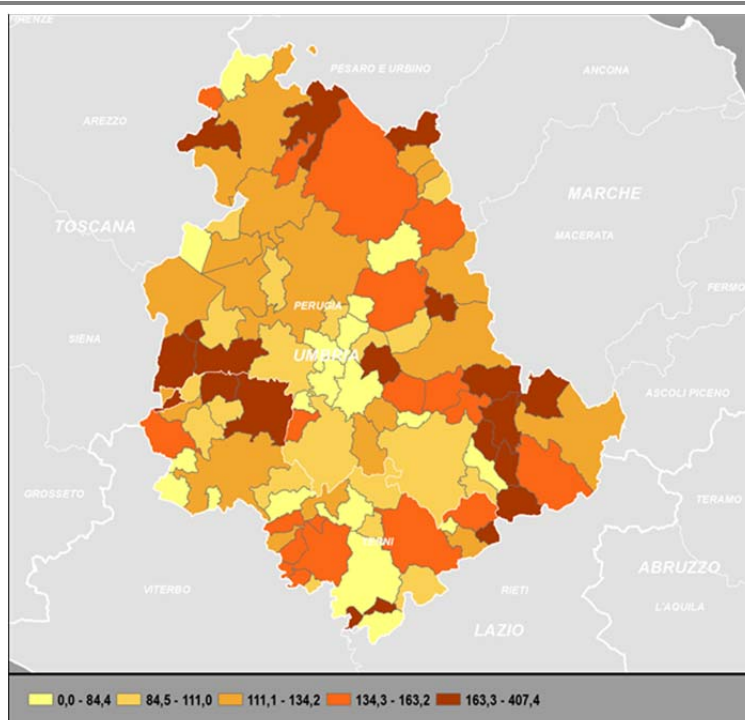 FIRENZE
PESARO E URBINO
ANCONA
AREZZO
MARCHE
TOSCANA
MACERATA
FERMO
PERUGIA
SIENA
UMBRIA
ASCOLI PICENO
GROSSETO
TERAMO
TERNI
ABRUZZO
VITERBO
RIETI
L'AQUILA
LAZIO
0,0 - 84,4 84,5 - 111,0 111,1 - 134,2 134,3 - 163,2 163,3 - 407,4